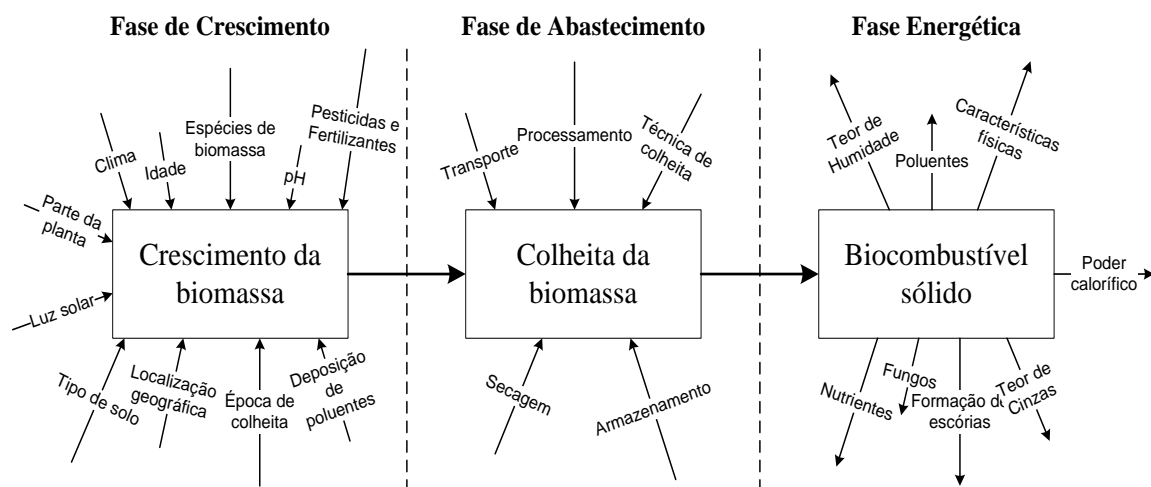 Fase de Crescimento
Fase de Abastecimento
Fase Energética
Clima
Idade
Espécies de
biomassa
pH
Pesticidas e
Fertilizantes
Parte da
planta
Luz solar
Crescimento da
biomassa
Tipo de solo
Localização
geográfica
Época de
colheita
Deposição
de
poluentes
Transporte
Processamento
Técnica de
colheita
Colheita da
biomassa
Secagem
Armazenamento
Teor de
Humidade
Poluentes
Características
físicas
Biocombustível
sólido
Poder
calorífico
Nutrientes
Fungos
Formação de
escórias
Teor de
Cinzas